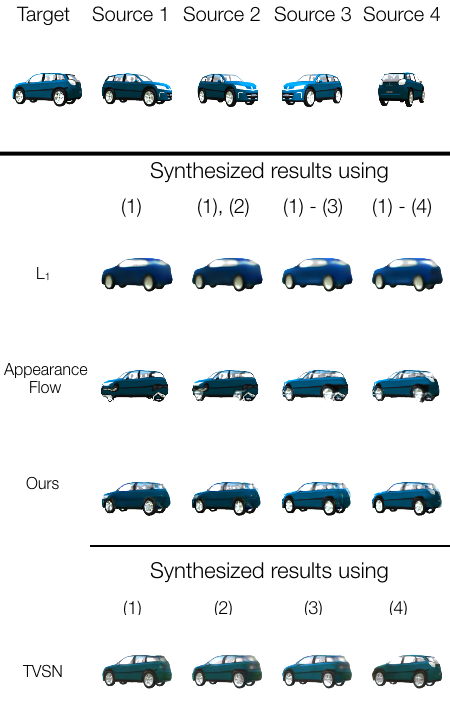 Target Source 1 Source 2 Source 3 Source 4
Synthesized results using
(1) (1), (2) (1) - (3) (1) - (4)
L₁
Appearance
Flow
Ours
Synthesized results using
(1) (2) (3) (4)
TVSN